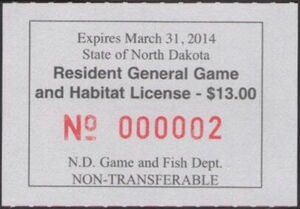 Expires March 31, 2014
State of North Dakota
Resident General Game
and Habitat License - $13.00
Nº 000002
N.D. Game and Fish Dept.
NON-TRANSFERABLE